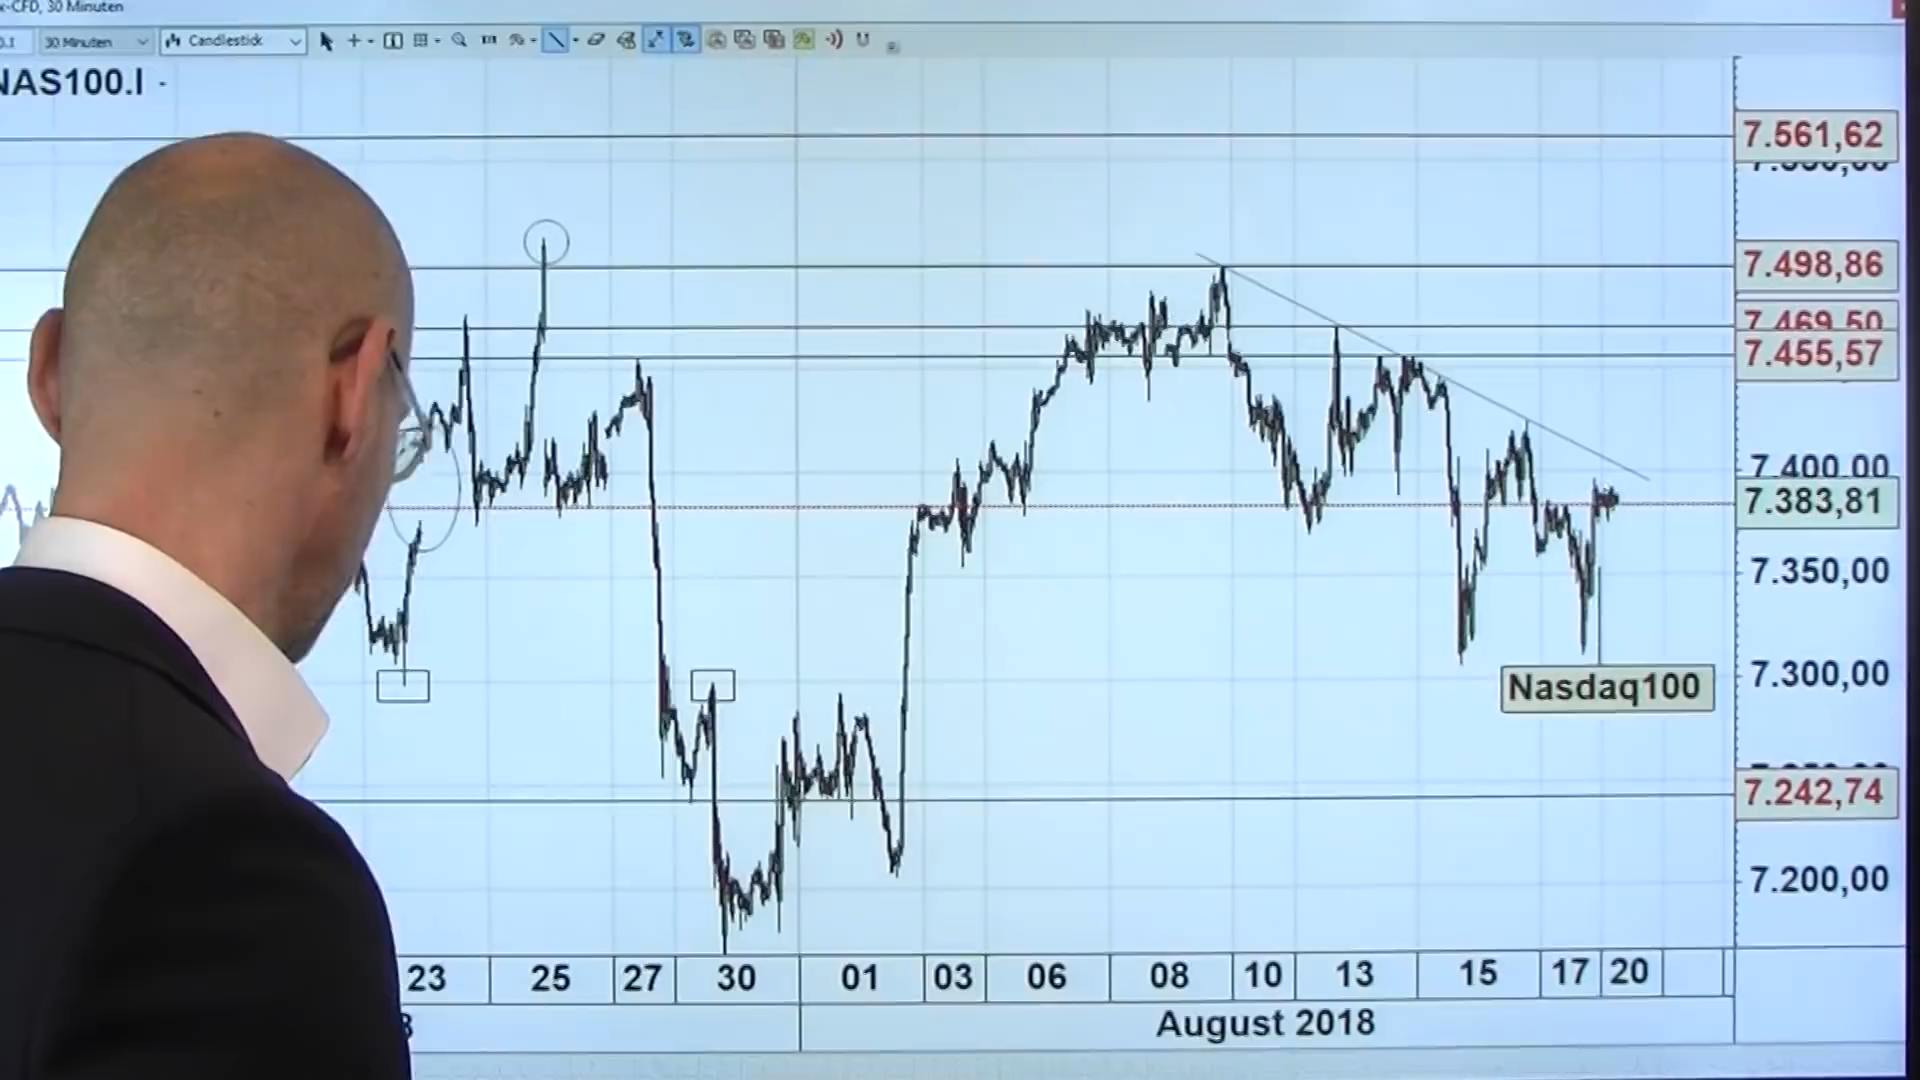 x-CFD, 30 Minuten
30 Minuten
Candlestick
NAS100.I -
7.561,62
7.498,86
7.469,50
7.455,57
7.400,00
7.383,81
7.350,00
7.300,00
Nasdaq100
7.242,74
7.200,00
23 25 27 30 01 03 06 08 10 13 15 17 20
August 2018